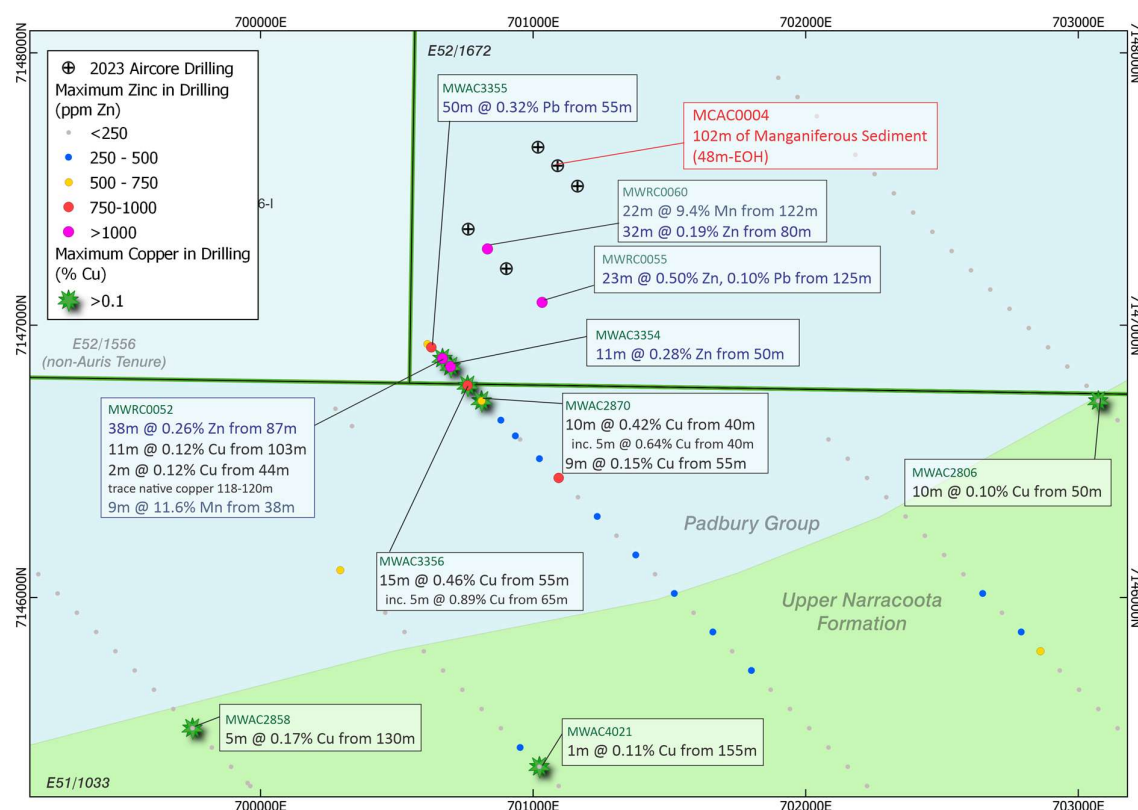 700000E
701000E
702000E
703000E
7148000N
7148000N
E52/1672
2023 Aircore Drilling
Maximum Zinc in Drilling
(ppm Zn)
<250
250 - 500
500 - 750
750-1000
>1000
Maximum Copper in Drilling
(% Cu)
>0.1
6-I
MWAC3355
50m @ 0.32% Pb from 55m
MCAC0004
102m of Manganiferous Sediment
(48m-EOH)
MWRC0060
22m @ 9.4% Mn from 122m
32m @ 0.19% Zn from 80m
MWRC0055
23m @ 0.50% Zn, 0.10% Pb from 125m
7147000N
7147000N
E52/1556
(non-Auris Tenure)
MWAC3354
11m @ 0.28% Zn from 50m
MWRC0052
38m @ 0.26% Zn from 87m
11m @ 0.12% Cu from 103m
2m @ 0.12% Cu from 44m
trace native copper 118-120m
9m @ 11.6% Mn from 38m
MWAC2870
10m @ 0.42% Cu from 40m
inc. 5m @ 0.64% Cu from 40m
9m @ 0.15% Cu from 55m
MWAC2806
10m @ 0.10% Cu from 50m
Padbury Group
MWAC3356
15m @ 0.46% Cu from 55m
inc. 5m @ 0.89% Cu from 65m
7146000N
7146000N
Upper Narracoota
Formation
MWAC2858
5m @ 0.17% Cu from 130m
MWAC4021
1m @ 0.11% Cu from 155m
E51/1033
700000E
701000E
702000E
703000E